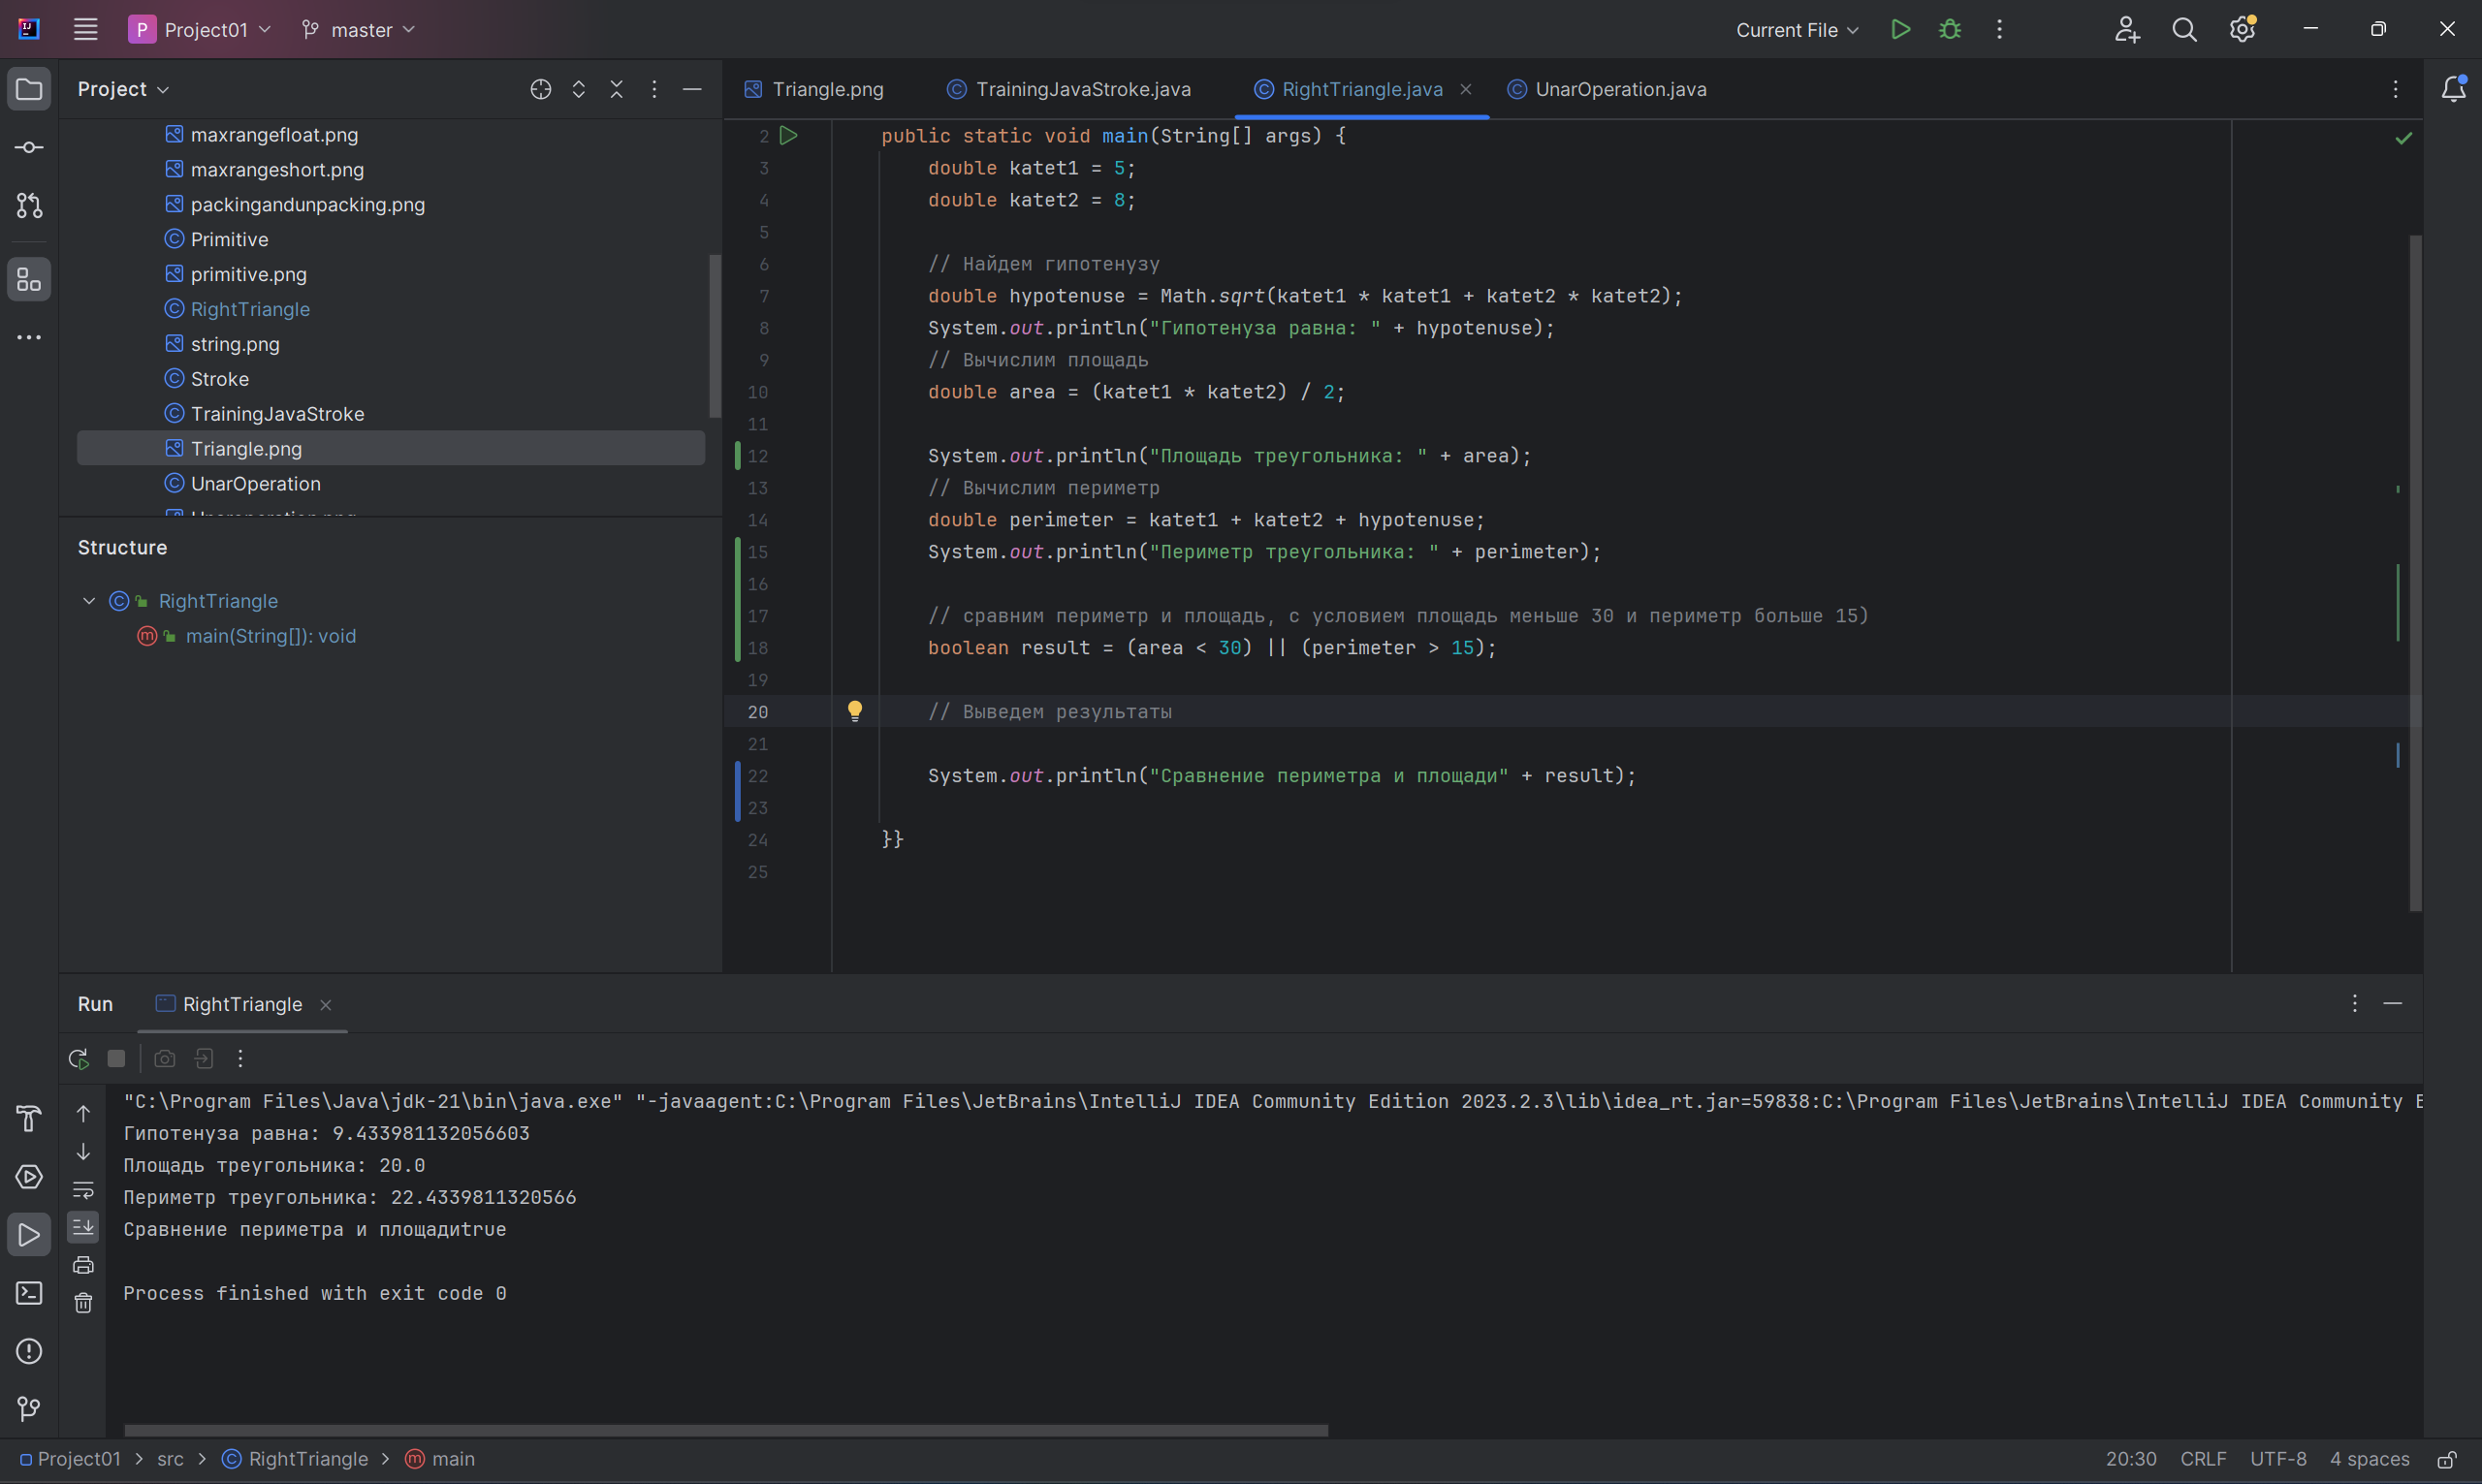 Project01 master Current File
Project
maxrangefloat.png
maxrangeshort.png
packingandunpacking.png
Primitive
primitive.png
RightTriangle
string.png
Stroke
TrainingJavaStroke
Triangle.png
UnarOperation
Structure
RightTriangle
main(String[]): void
Triangle.png TrainingJavaStroke.java RightTriangle.java UnarOperation.java
2 public static void main(String[] args) {
3 double katet1 = 5;
4 double katet2 = 8;
5
6 // Найдем гипотенузу
7 double hypotenuse = Math.sqrt(katet1 * katet1 + katet2 * katet2);
8 System.out.println("Гипотенуза равна: " + hypotenuse);
9 // Вычислим площадь
10 double area = (katet1 * katet2) / 2;
11
12 System.out.println("Площадь треугольника: " + area);
13 // Вычислим периметр
14 double perimeter = katet1 + katet2 + hypotenuse;
15 System.out.println("Периметр треугольника: " + perimeter);
16
17 // сравним периметр и площадь, с условием площадь меньше 30 и периметр больше 15)
18 boolean result = (area < 30) || (perimeter > 15);
19
20 // Выведем результаты
21
22 System.out.println("Сравнение периметра и площади" + result);
23
24 }}
25
Run RightTriangle
"C:\Program Files\Java\jdk-21\bin\java.exe" "-javaagent:C:\Program Files\JetBrains\IntelliJ IDEA Community Edition 2023.2.3\lib\idea_rt.jar=59838:C:\Program Files\JetBrains\IntelliJ IDEA Community E
Гипотенуза равна: 9.433981132056603
Площадь треугольника: 20.0
Периметр треугольника: 22.4339811320566
Сравнение периметра и площадиtrue
Process finished with exit code 0
Project01 > src > RightTriangle > main 20:30 CRLF UTF-8 4 spaces